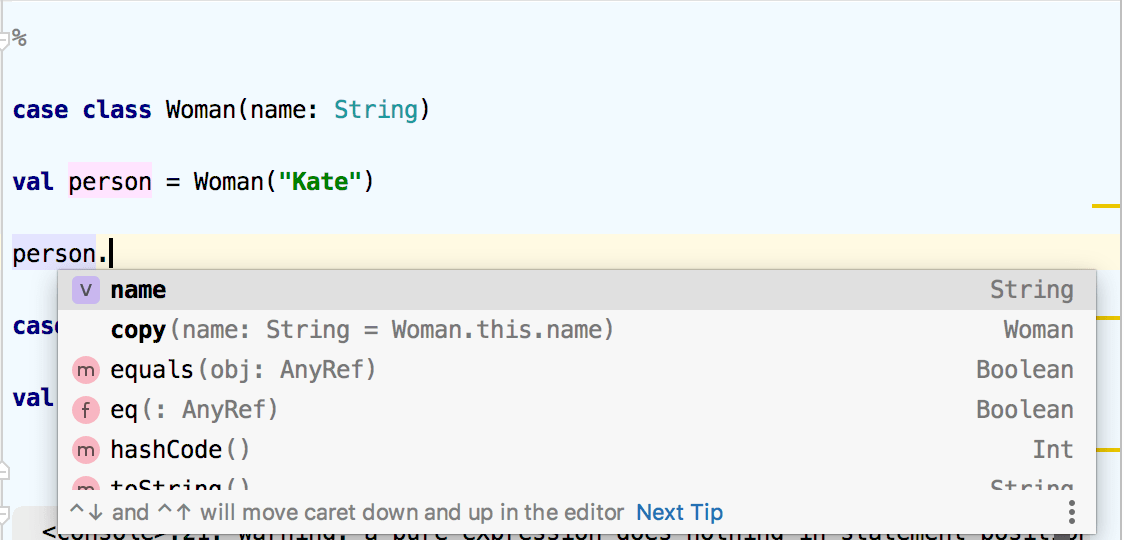 %
case class Woman(name: String)
val person = Woman("Kate")
person.
v name String
copy(name: String = Woman.this.name) Woman
m equals(obj: AnyRef) Boolean
f eq(: AnyRef) Boolean
m hashCode() Int
m toString() String
case
val
^↓ and ^↑ will move caret down and up in the editor Next Tip
<console>:21: warning: a pure expression does nothing in statement position